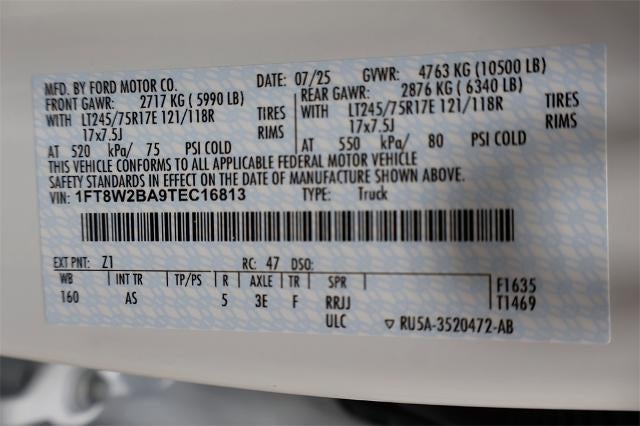 MFD. BY FORD MOTOR CO. DATE: 07/25 GVWR: 4763 KG (10500 LB)
FRONT GAWR: 2717 KG ( 5990 LB) REAR GAWR: 2876 KG ( 6340 LB)
WITH LT245/75R17E 121/118R TIRES WITH LT245/75R17E 121/118R TIRES
17x7.5J RIMS 17x7.5J RIMS
AT 520 kPa/ 75 PSI COLD AT 550 kPa/ 80 PSI COLD
THIS VEHICLE CONFORMS TO ALL APPLICABLE FEDERAL MOTOR VEHICLE
SAFETY STANDARDS IN EFFECT ON THE DATE OF MANUFACTURE SHOWN ABOVE.
VIN: 1FT8W2BA9TEC16813 TYPE: Truck
EXT PNT: Z1 RC: 47 DSO:
WB INT TR TP/PS R AXLE TR SPR F1635
160 AS 5 3E F RRJJ T1469
ULC ▽ RU5A-3520472-AB